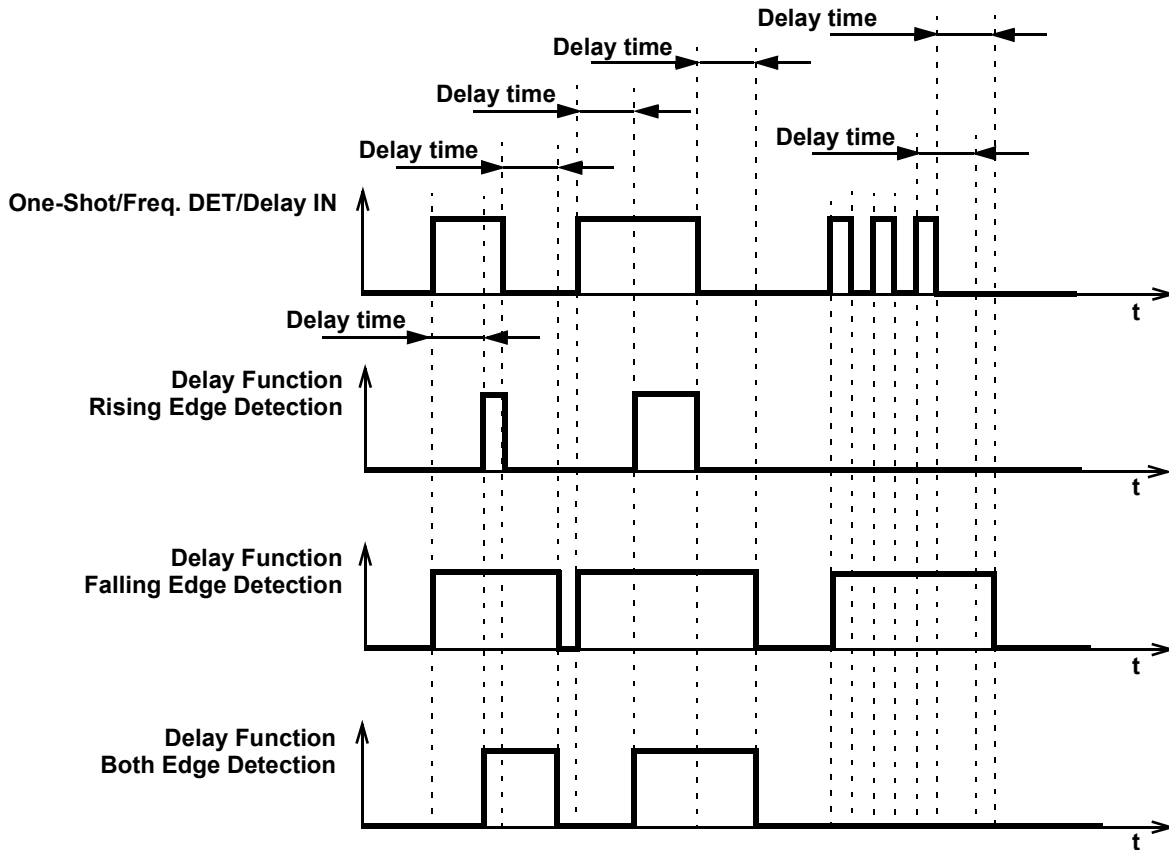 Delay time
Delay time
Delay time
Delay time
Delay time
One-Shot/Freq. DET/Delay IN
t
Delay time
Delay Function
Rising Edge Detection
t
Delay Function
Falling Edge Detection
t
Delay Function
Both Edge Detection
t